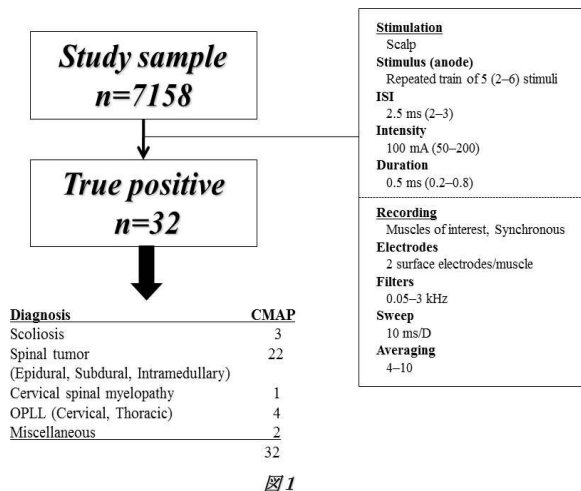 Study sample
n=7158
True positive
n=32
Diagnosis CMAP
Scoliosis 3
Spinal tumor 22
(Epidural, Subdural, Intramedullary)
Cervical spinal myelopathy 1
OPLL (Cervical, Thoracic) 4
Miscellaneous 2
32
Stimulation
Scalp
Stimulus (anode)
Repeated train of 5 (2–6) stimuli
ISI
2.5 ms (2–3)
Intensity
100 mA (50–200)
Duration
0.5 ms (0.2–0.8)
Recording
Muscles of interest, Synchronous
Electrodes
2 surface electrodes/muscle
Filters
0.05–3 kHz
Sweep
10 ms/D
Averaging
4–10
図1